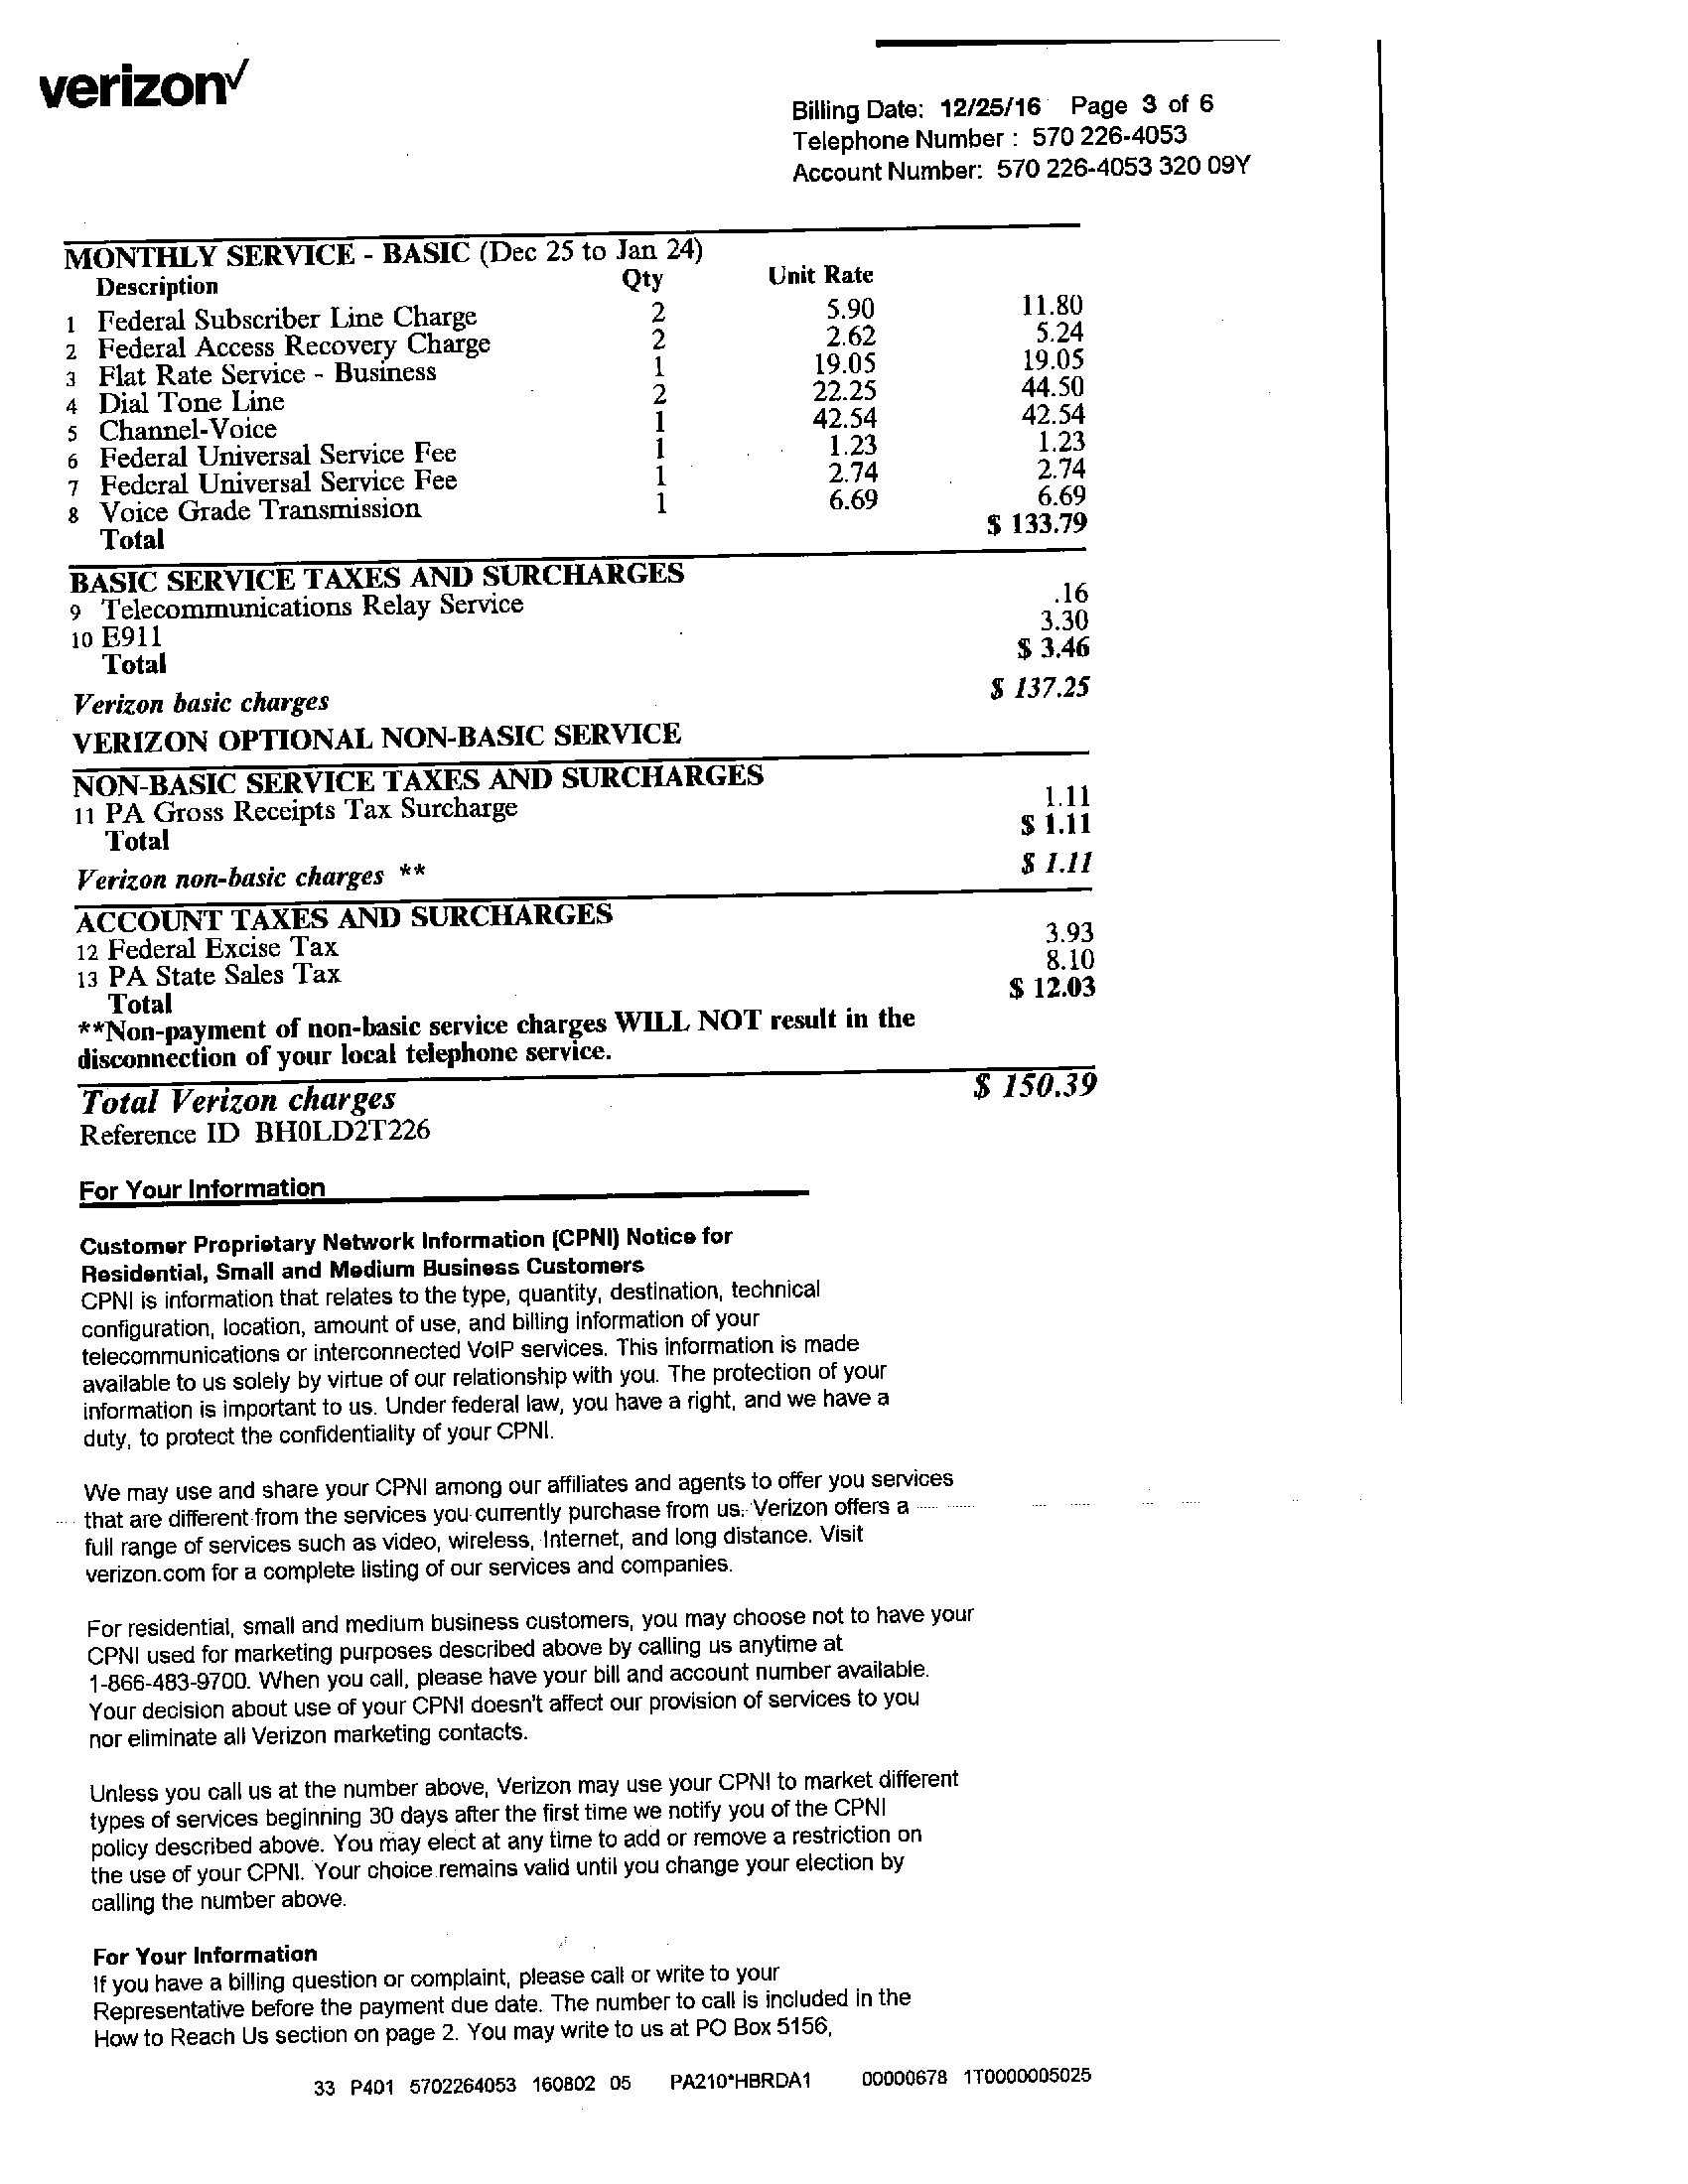 verizon✓
Billing Date: 12/25/16 Page 3 of 6
Telephone Number : 570 226-4053
Account Number: 570 226-4053 320 09Y
MONTHLY SERVICE - BASIC (Dec 25 to Jan 24)
Description Qty Unit Rate
1 Federal Subscriber Line Charge 2 5.90 11.80
2 Federal Access Recovery Charge 2 2.62 5.24
3 Flat Rate Service - Business 1 19.05 19.05
4 Dial Tone Line 2 22.25 44.50
5 Channel-Voice 1 42.54 42.54
6 Federal Universal Service Fee 1 1.23 1.23
7 Federal Universal Service Fee 1 2.74 2.74
8 Voice Grade Transmission 1 6.69 6.69
Total $ 133.79
BASIC SERVICE TAXES AND SURCHARGES
9 Telecommunications Relay Service .16
10 E911 3.30
Total $ 3.46
Verizon basic charges $ 137.25
VERIZON OPTIONAL NON-BASIC SERVICE
NON-BASIC SERVICE TAXES AND SURCHARGES
11 PA Gross Receipts Tax Surcharge 1.11
Total $ 1.11
Verizon non-basic charges ** $ 1.11
ACCOUNT TAXES AND SURCHARGES
12 Federal Excise Tax 3.93
13 PA State Sales Tax 8.10
Total $ 12.03
**Non-payment of non-basic service charges WILL NOT result in the
disconnection of your local telephone service.
Total Verizon charges $ 150.39
Reference ID BH0LD2T226
For Your Information
Customer Proprietary Network Information (CPNI) Notice for
Residential, Small and Medium Business Customers
CPNI is information that relates to the type, quantity, destination, technical
configuration, location, amount of use, and billing information of your
telecommunications or interconnected VoIP services. This information is made
available to us solely by virtue of our relationship with you. The protection of your
information is important to us. Under federal law, you have a right, and we have a
duty, to protect the confidentiality of your CPNI.
We may use and share your CPNI among our affiliates and agents to offer you services
that are different from the services you currently purchase from us. Verizon offers a
full range of services such as video, wireless, Internet, and long distance. Visit
verizon.com for a complete listing of our services and companies.
For residential, small and medium business customers, you may choose not to have your
CPNI used for marketing purposes described above by calling us anytime at
1-866-483-9700. When you call, please have your bill and account number available.
Your decision about use of your CPNI doesn't affect our provision of services to you
nor eliminate all Verizon marketing contacts.
Unless you call us at the number above, Verizon may use your CPNI to market different
types of services beginning 30 days after the first time we notify you of the CPNI
policy described above. You may elect at any time to add or remove a restriction on
the use of your CPNI. Your choice remains valid until you change your election by
calling the number above.
For Your Information
If you have a billing question or complaint, please call or write to your
Representative before the payment due date. The number to call is included in the
How to Reach Us section on page 2. You may write to us at PO Box 5156,
33 P401 5702264053 160802 05 PA210*HBRDA1 00000678 1T0000005025